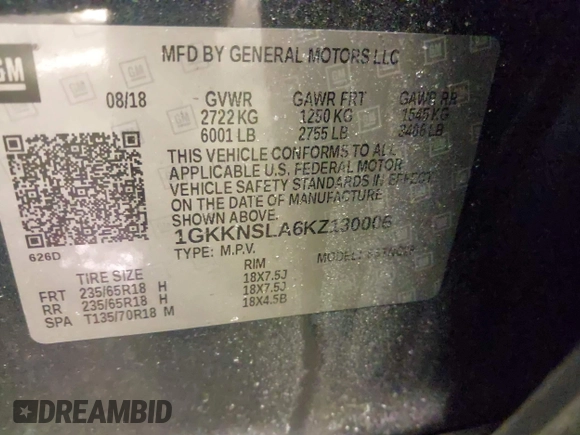 GM
MFD BY GENERAL MOTORS LLC
08/18 GVWR GAWR FRT GAWR RR
2722 KG 1250 KG 1545 KG
6001 LB 2755 LB 3406 LB
THIS VEHICLE CONFORMS TO ALL
APPLICABLE U.S. FEDERAL MOTOR
VEHICLE SAFETY STANDARDS IN EFFECT
ON THE DATE OF MANUFACTURE
SHOWN ABOVE.
1GKKNSLA6KZ130006
626D TYPE: M.P.V. MODEL:
TIRE SIZE RIM
FRT 235/65R18 H 18X7.5J
RR 235/65R18 H 18X7.5J
SPA T135/70R18 M 18X4.5B
DREAMBID